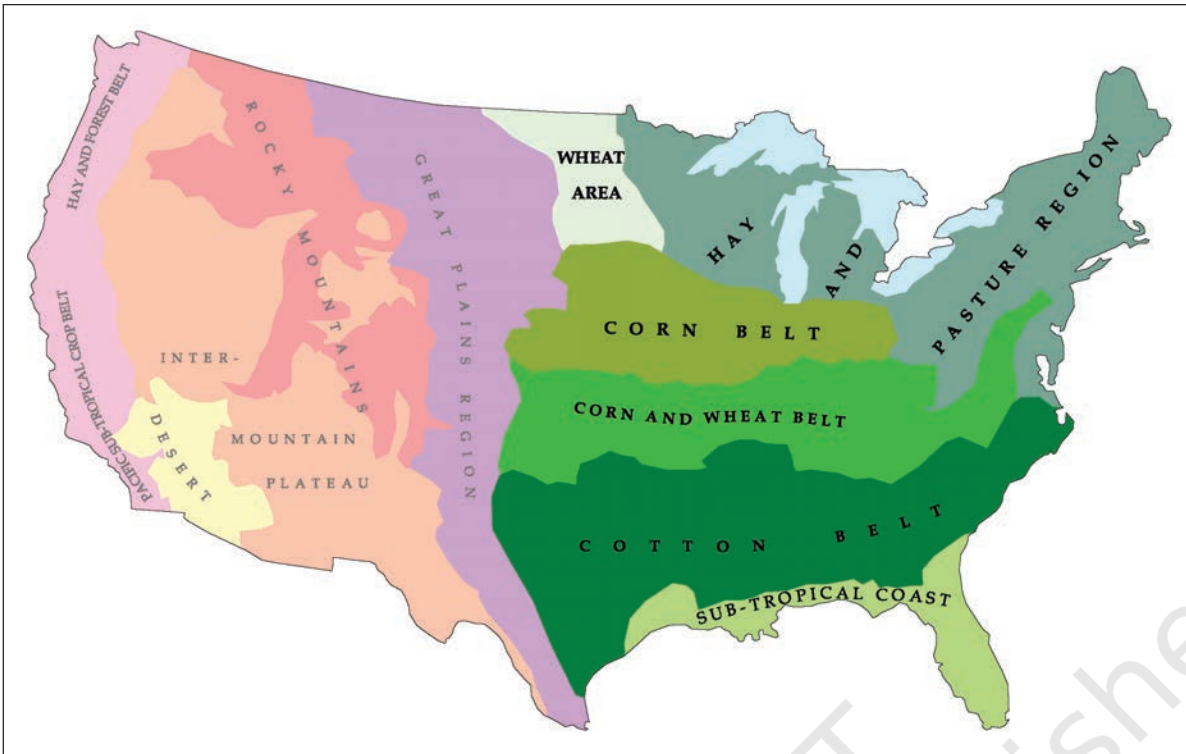 HAY AND FOREST BELT
PACIFIC SUB-TROPICAL CROP BELT
ROCKY MOUNTAINS
INTER-
MOUNTAIN
PLATEAU
DESERT
GREAT PLAINS REGION
WHEAT
AREA
HAY AND PASTURE REGION
CORN BELT
CORN AND WHEAT BELT
COTTON BELT
SUB-TROPICAL COAST